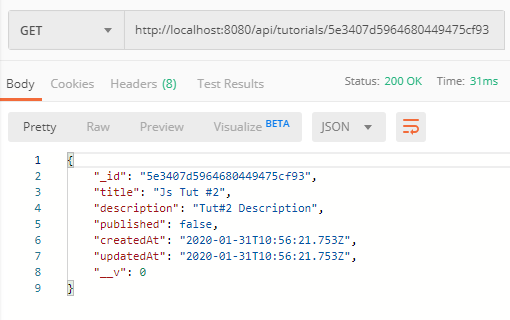 GET http://localhost:8080/api/tutorials/5e3407d5964680449475cf93
Body Cookies Headers (8) Test Results Status: 200 OK Time: 31ms
Pretty Raw Preview Visualize BETA JSON
1 {
2 "_id": "5e3407d5964680449475cf93",
3 "title": "Js Tut #2",
4 "description": "Tut#2 Description",
5 "published": false,
6 "createdAt": "2020-01-31T10:56:21.753Z",
7 "updatedAt": "2020-01-31T10:56:21.753Z",
8 "__v": 0
9 }